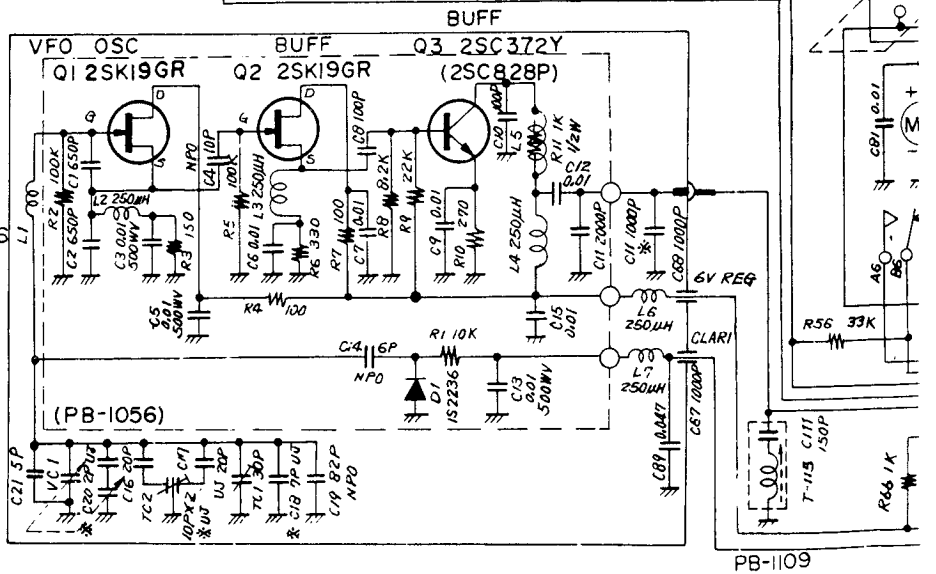 BUFF
VFO OSC
BUFF
Q3 2SC372Y
Q1 2SK19GR
Q2 2SK19GR
(2SC828P)
D
G
S
D
G
S
L1
R2 100K
C1 650P
C2 650P
L2 250μH
C3 0.01
500WV
R3 150
NPO
C4 10P
R5 100K
L3 250μH
C6 0.01
R6 330
R7 100
C8 100P
C7 0.01
R8 8.2K
R9 22K
C9 0.01
R10 270
C10 100P
L5
R11 1K
1/2W
C12
0.01
L4 250μH
C11 2000P
C11 1000P
※
C68 1000P
C5
0.01
500WV
R4 100
C15
0.01
6V REG
L6
250μH
CLARI
C14 6P
NPO
R1 10K
D1
1S2236
C13
0.01
500WV
L7
250μH
C67 1000P
C89 0.047
(PB-1056)
C21 5P
VC1
※ C20 2P UJ
C16 20P
TC2
10PX2
※UJ
C17
20P
UJ
TC1 30P
※ C18 7P UJ
C19 82P
NPO
C81 0.01
+
M
-
A6
B6
R56 33K
C111
150P
T-115
R66 1K
PB-1109